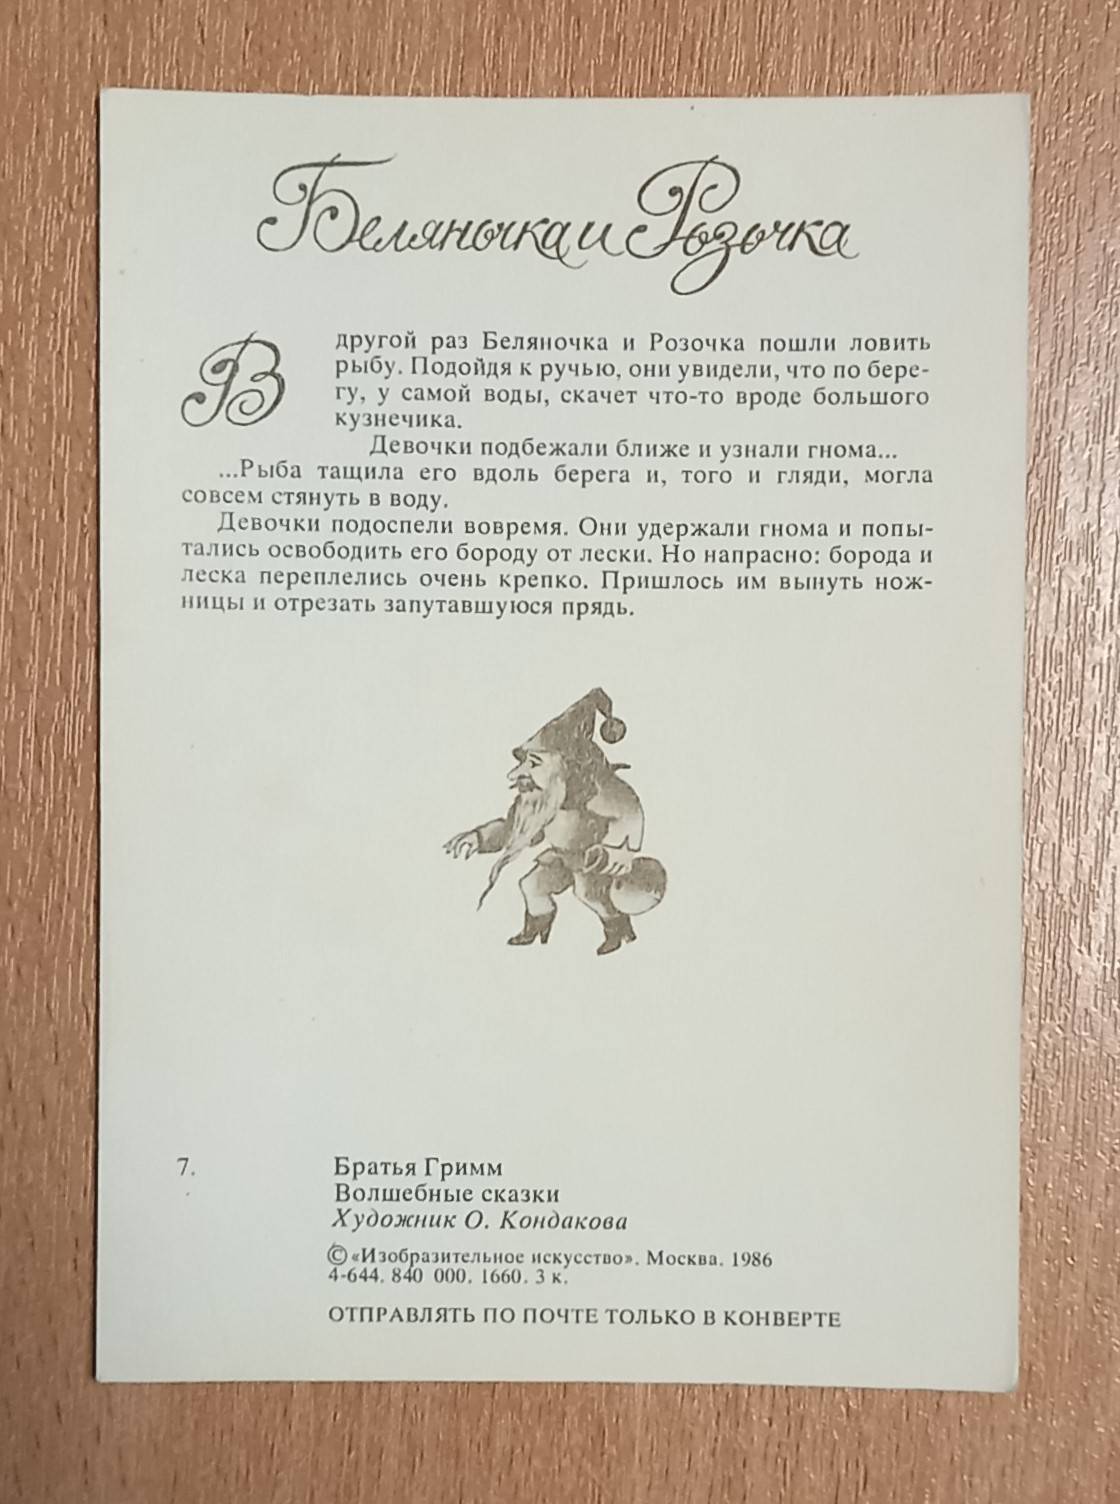 Беляночка и Розочка
В другой раз Беляночка и Розочка пошли ловить
рыбу. Подойдя к ручью, они увидели, что по бере-
гу, у самой воды, скачет что-то вроде большого
кузнечика.
Девочки подбежали ближе и узнали гнома...
...Рыба тащила его вдоль берега и, того и гляди, могла
совсем стянуть в воду.
Девочки подоспели вовремя. Они удержали гнома и попы-
тались освободить его бороду от лески. Но напрасно: борода и
леска переплелись очень крепко. Пришлось им вынуть нож-
ницы и отрезать запутавшуюся прядь.
7.
Братья Гримм
Волшебные сказки
Художник О. Кондакова
© «Изобразительное искусство». Москва. 1986
4-644. 840 000. 1660. 3 к.
ОТПРАВЛЯТЬ ПО ПОЧТЕ ТОЛЬКО В КОНВЕРТЕ